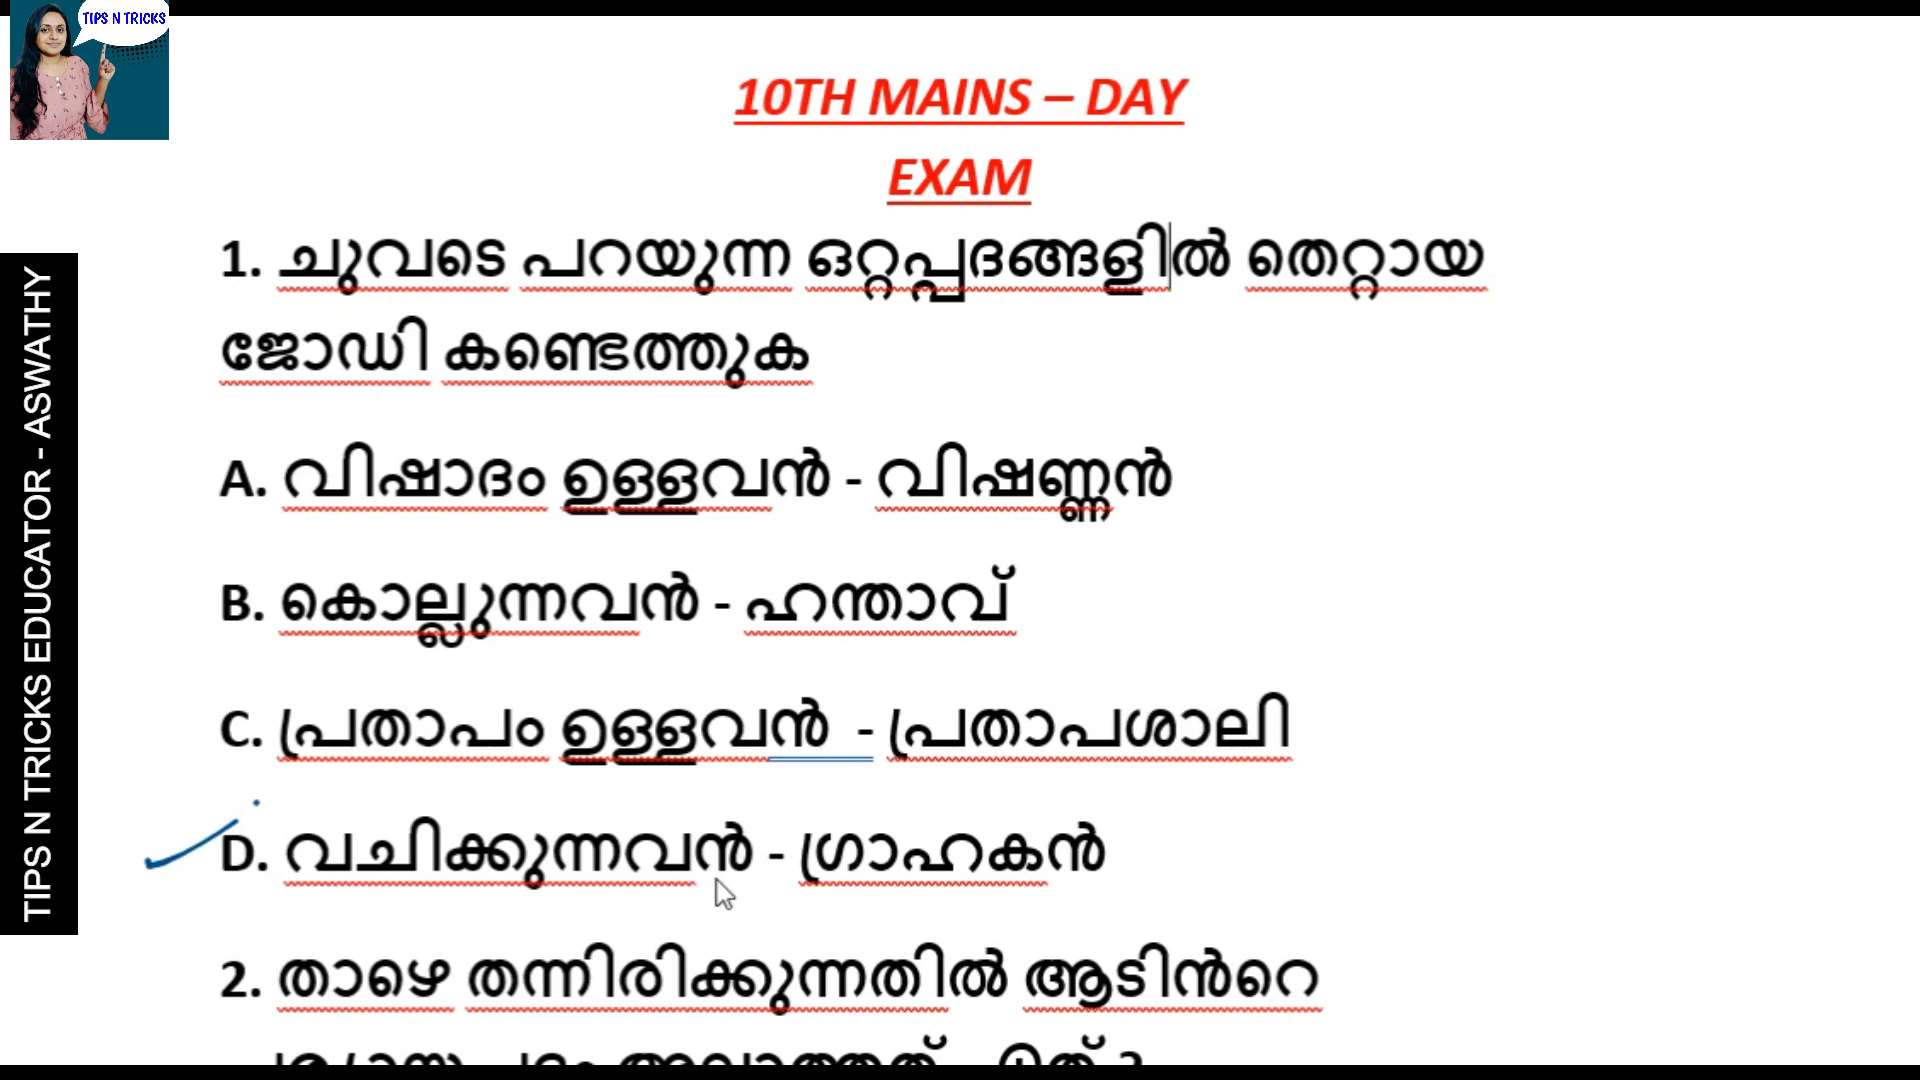 TIPS N TRICKS
10TH MAINS – DAY
EXAM
1. ചുവടെ പറയുന്ന ഒറ്റപ്പദങ്ങളിൽ തെറ്റായ
ജോഡി കണ്ടെത്തുക
A. വിഷാദം ഉള്ളവൻ - വിഷണ്ണൻ
B. കൊല്ലുന്നവൻ - ഹന്താവ്
C. പ്രതാപം ഉള്ളവൻ - പ്രതാപശാലി
D. വചിക്കുന്നവൻ - ഗ്രാഹകൻ
2. താഴെ തന്നിരിക്കുന്നതിൽ ആടിൻറെ
TIPS N TRICKS EDUCATOR - ASWATHY